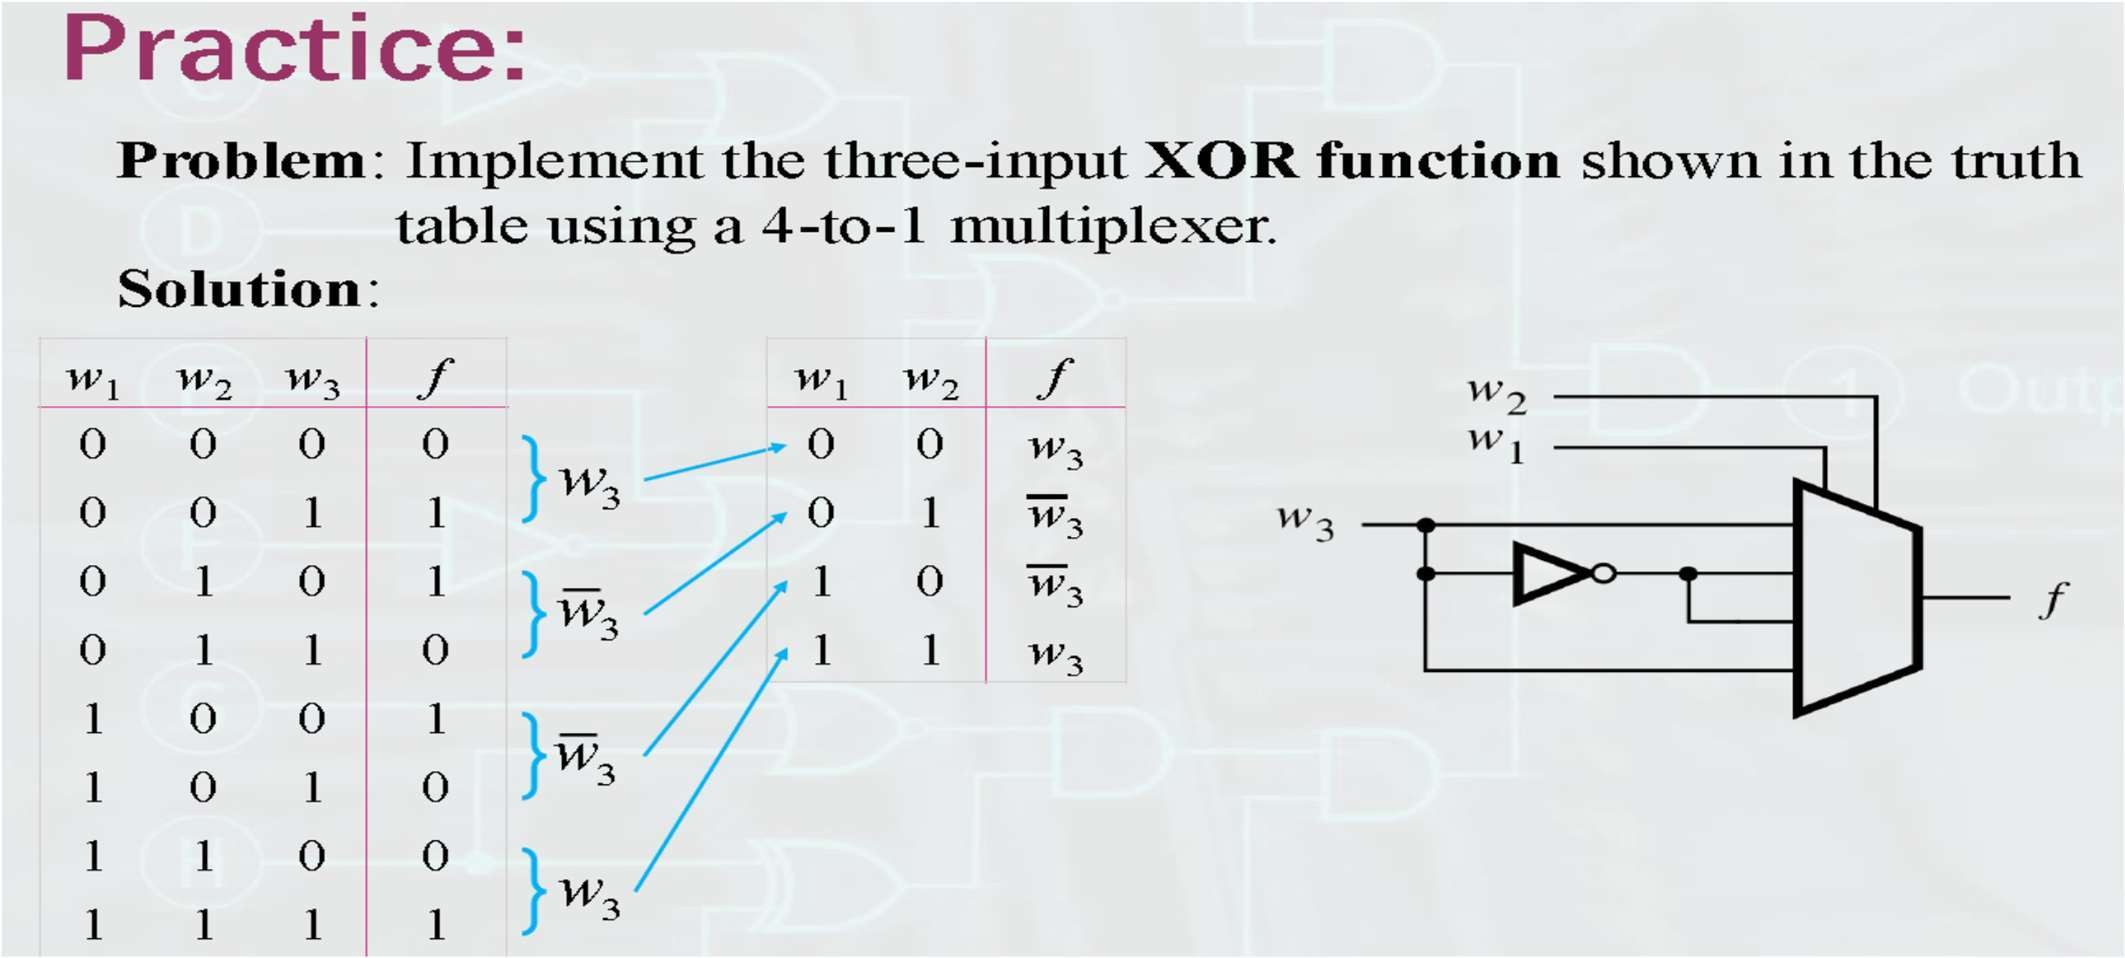 Practice:
Problem: Implement the three-input XOR function shown in the truth
table using a 4-to-1 multiplexer.
Solution:
w₁ w₂ w₃ f
0 0 0 0
0 0 1 1
0 1 0 1
0 1 1 0
1 0 0 1
1 0 1 0
1 1 0 0
1 1 1 1
w₃
w̅₃
w̅₃
w₃
w₁ w₂ f
0 0 w₃
0 1 w̅₃
1 0 w̅₃
1 1 w₃
w₂
w₁
w₃
f
D
H
1